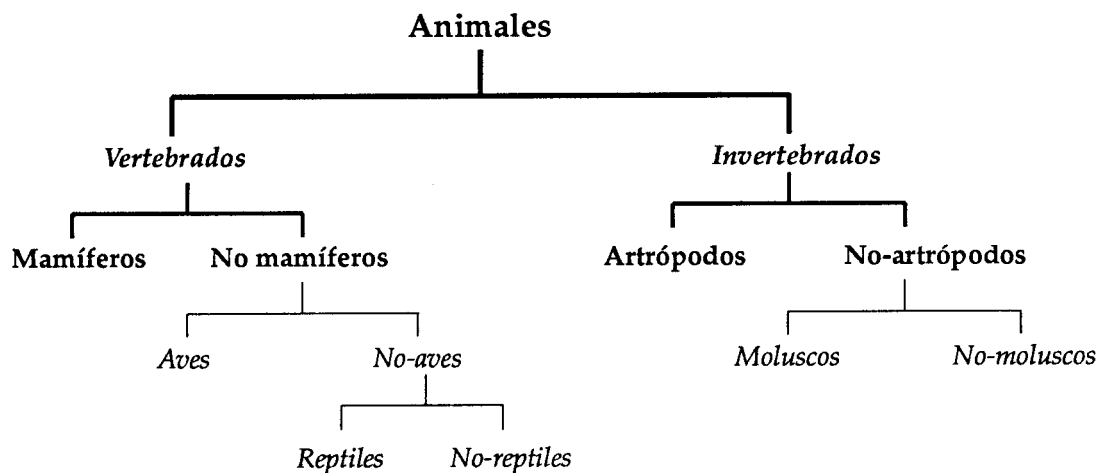 Animales
Vertebrados Invertebrados
Mamíferos No mamíferos Artrópodos No-artrópodos
Aves No-aves Moluscos No-moluscos
Reptiles No-reptiles